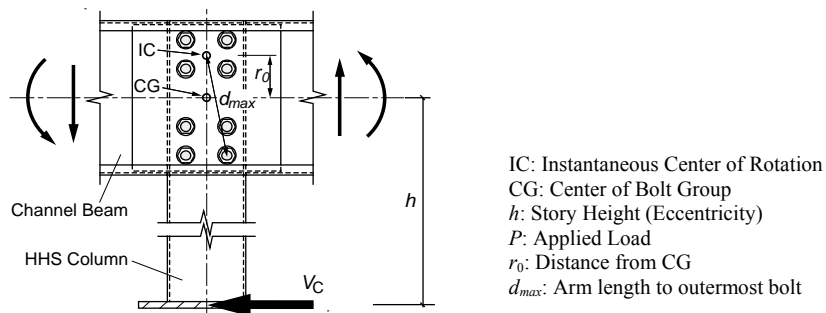 IC
CG
r0
dmax
Channel Beam
h
HHS Column
VC
IC: Instantaneous Center of Rotation
CG: Center of Bolt Group
h: Story Height (Eccentricity)
P: Applied Load
r0: Distance from CG
dmax: Arm length to outermost bolt